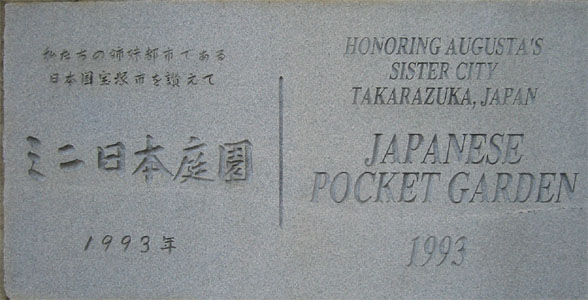 私たちの姉妹都市である
日本国宝塚市を讃えて
ミニ日本庭園
1993年
HONORING AUGUSTA'S
SISTER CITY
TAKARAZUKA, JAPAN
JAPANESE
POCKET GARDEN
1993